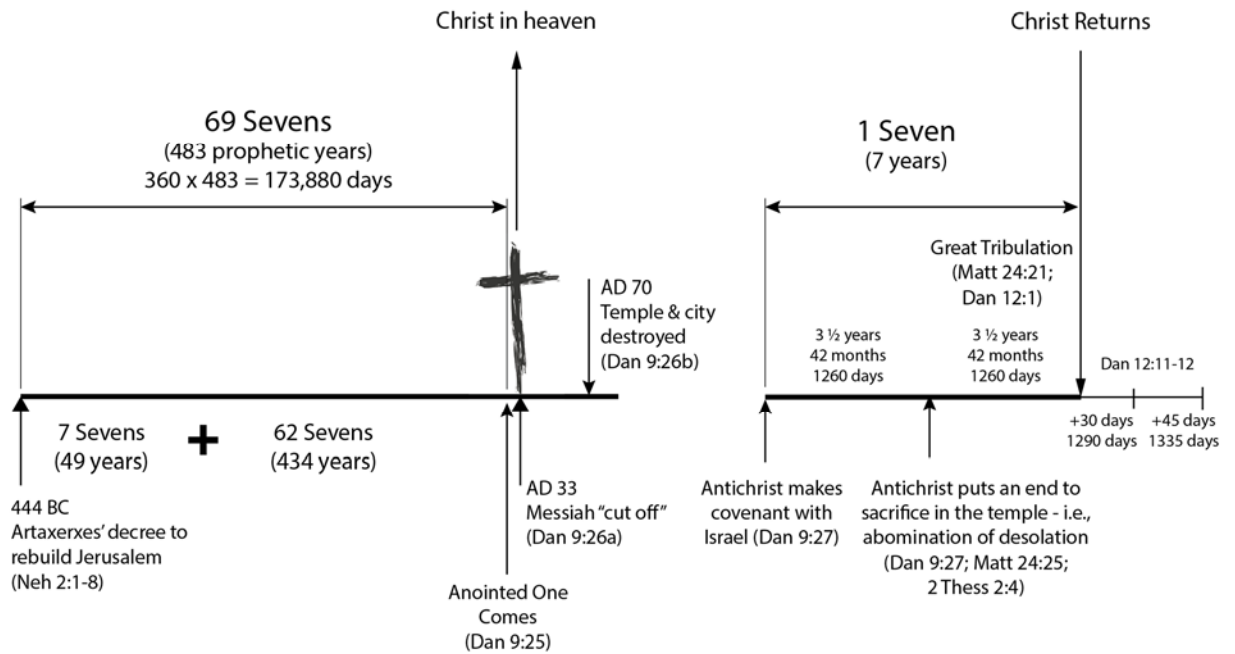 Christ in heaven
Christ Returns
69 Sevens
(483 prophetic years)
360 x 483 = 173,880 days
1 Seven
(7 years)
Great Tribulation
(Matt 24:21;
Dan 12:1)
AD 70
Temple & city
destroyed
(Dan 9:26b)
3 ½ years
42 months
1260 days
3 ½ years
42 months
1260 days
Dan 12:11-12
7 Sevens
(49 years)
+
62 Sevens
(434 years)
+30 days
1290 days
+45 days
1335 days
444 BC
Artaxerxes’ decree to
rebuild Jerusalem
(Neh 2:1-8)
AD 33
Messiah “cut off”
(Dan 9:26a)
Anointed One
Comes
(Dan 9:25)
Antichrist makes
covenant with
Israel (Dan 9:27)
Antichrist puts an end to
sacrifice in the temple - i.e.,
abomination of desolation
(Dan 9:27; Matt 24:25;
2 Thess 2:4)